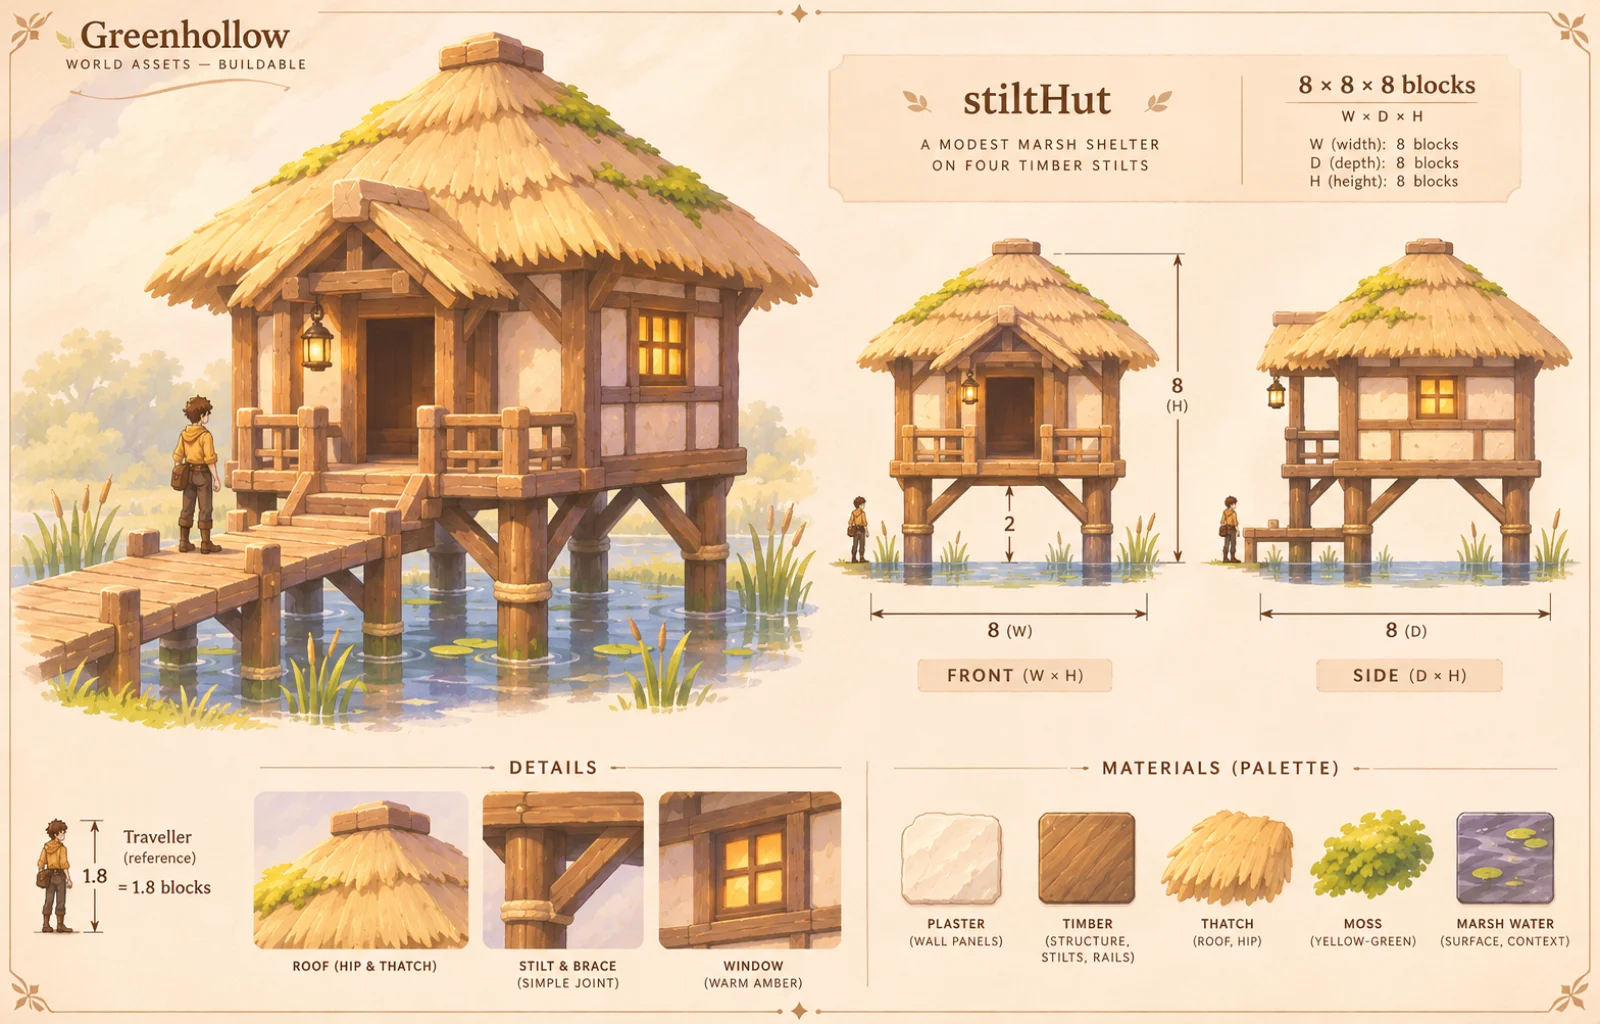 Greenhollow
WORLD ASSETS — BUILDABLE
stiltHut
A MODEST MARSH SHELTER
ON FOUR TIMBER STILTS
8 × 8 × 8 blocks
W × D × H
W (width): 8 blocks
D (depth): 8 blocks
H (height): 8 blocks
8
(H)
2
8 (W)
8 (D)
FRONT (W × H)
SIDE (D × H)
DETAILS
MATERIALS (PALETTE)
Traveller
(reference)
1.8
= 1.8 blocks
ROOF (HIP & THATCH)
STILT & BRACE
(SIMPLE JOINT)
WINDOW
(WARM AMBER)
PLASTER
(WALL PANELS)
TIMBER
(STRUCTURE,
STILTS, RAILS)
THATCH
(ROOF, HIP)
MOSS
(YELLOW-GREEN)
MARSH WATER
(SURFACE, CONTEXT)